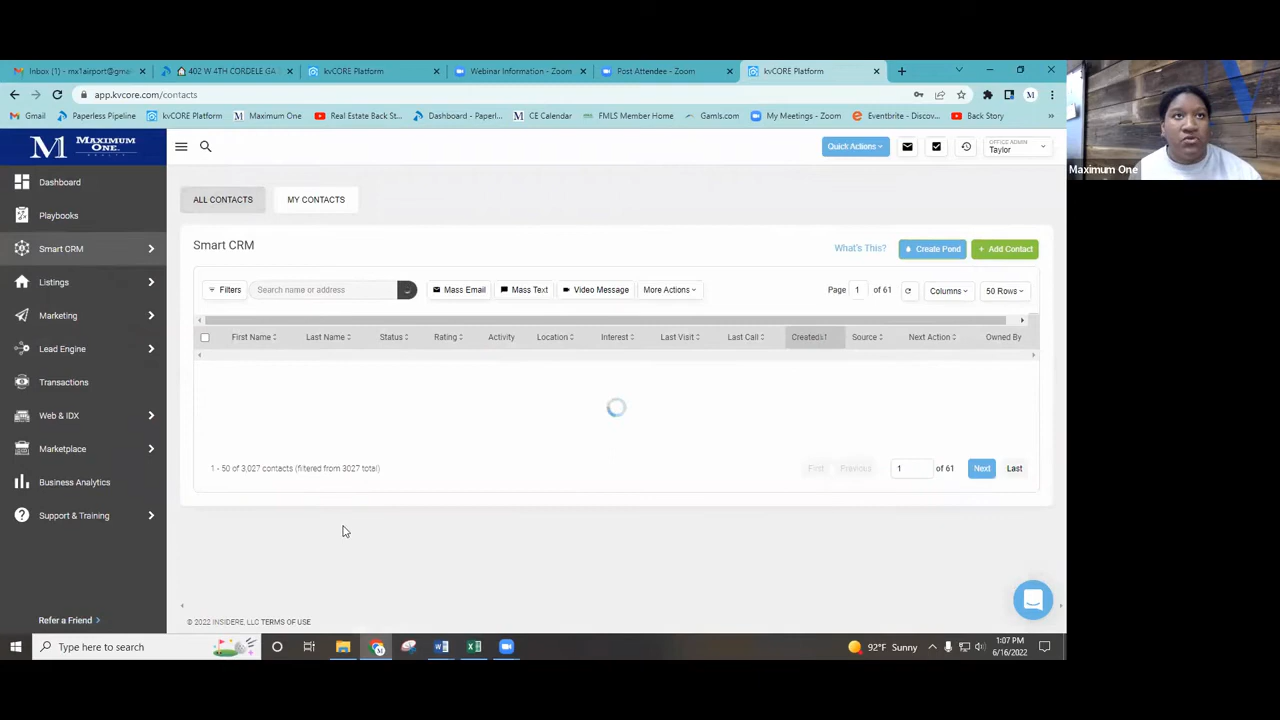 Inbox (1) - mx1airport@gmai
402 W 4TH CORDELE GA
kvCORE Platform
Webinar Information - Zoom
Post Attendee - Zoom
kvCORE Platform
app.kvcore.com/contacts
Gmail
Paperless Pipeline
kvCORE Platform
Maximum One
Real Estate Back St...
Dashboard - Paperl...
CE Calendar
FMLS Member Home
Gamls.com
My Meetings - Zoom
Eventbrite - Discov...
Back Story
M MAXIMUM ONE
Quick Actions
OFFICE ADMIN
Taylor
Maximum One
Dashboard
Playbooks
Smart CRM
Listings
Marketing
Lead Engine
Transactions
Web & IDX
Marketplace
Business Analytics
Support & Training
Refer a Friend
ALL CONTACTS
MY CONTACTS
Smart CRM
What's This?
Create Pond
+ Add Contact
Filters
Search name or address
Mass Email
Mass Text
Video Message
More Actions
Page 1 of 61
Columns
50 Rows
First Name
Last Name
Status
Rating
Activity
Location
Interest
Last Visit
Last Call
Created
Source
Next Action
Owned By
1 - 50 of 3,027 contacts (filtered from 3027 total)
First
Previous
1 of 61
Next
Last
© 2022 INSIDERE, LLC TERMS OF USE
Type here to search
92°F Sunny
1:07 PM
6/16/2022